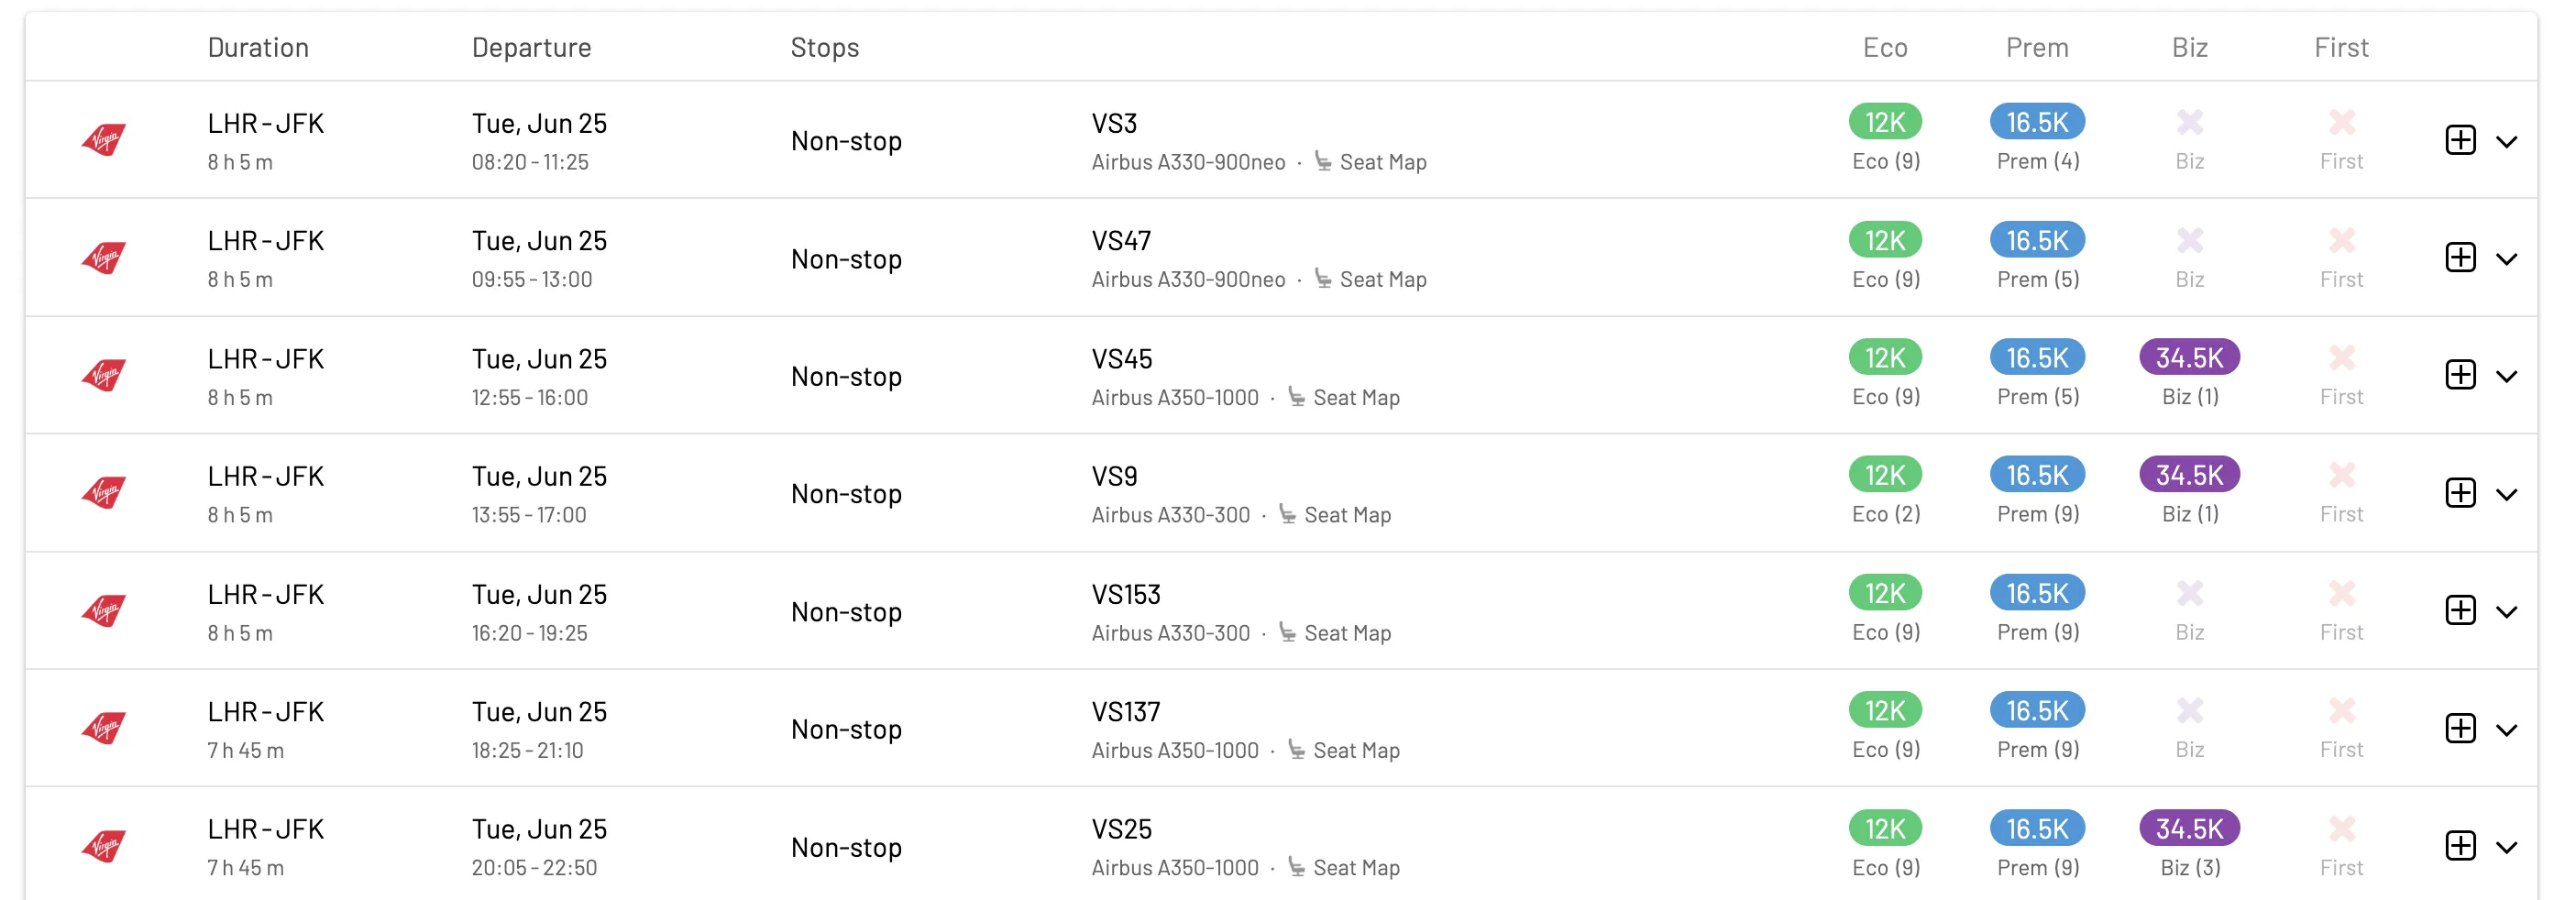 Duration Departure Stops Eco Prem Biz First
Virgin LHR - JFK Tue, Jun 25 Non-stop VS3 12K 16.5K
8 h 5 m 08:20 - 11:25 Airbus A330-900neo · Seat Map Eco (9) Prem (4) Biz First
Virgin LHR - JFK Tue, Jun 25 Non-stop VS47 12K 16.5K
8 h 5 m 09:55 - 13:00 Airbus A330-900neo · Seat Map Eco (9) Prem (5) Biz First
Virgin LHR - JFK Tue, Jun 25 Non-stop VS45 12K 16.5K 34.5K
8 h 5 m 12:55 - 16:00 Airbus A350-1000 · Seat Map Eco (9) Prem (5) Biz (1) First
Virgin LHR - JFK Tue, Jun 25 Non-stop VS9 12K 16.5K 34.5K
8 h 5 m 13:55 - 17:00 Airbus A330-300 · Seat Map Eco (2) Prem (9) Biz (1) First
Virgin LHR - JFK Tue, Jun 25 Non-stop VS153 12K 16.5K
8 h 5 m 16:20 - 19:25 Airbus A330-300 · Seat Map Eco (9) Prem (9) Biz First
Virgin LHR - JFK Tue, Jun 25 Non-stop VS137 12K 16.5K
7 h 45 m 18:25 - 21:10 Airbus A350-1000 · Seat Map Eco (9) Prem (9) Biz First
Virgin LHR - JFK Tue, Jun 25 Non-stop VS25 12K 16.5K 34.5K
7 h 45 m 20:05 - 22:50 Airbus A350-1000 · Seat Map Eco (9) Prem (9) Biz (3) First